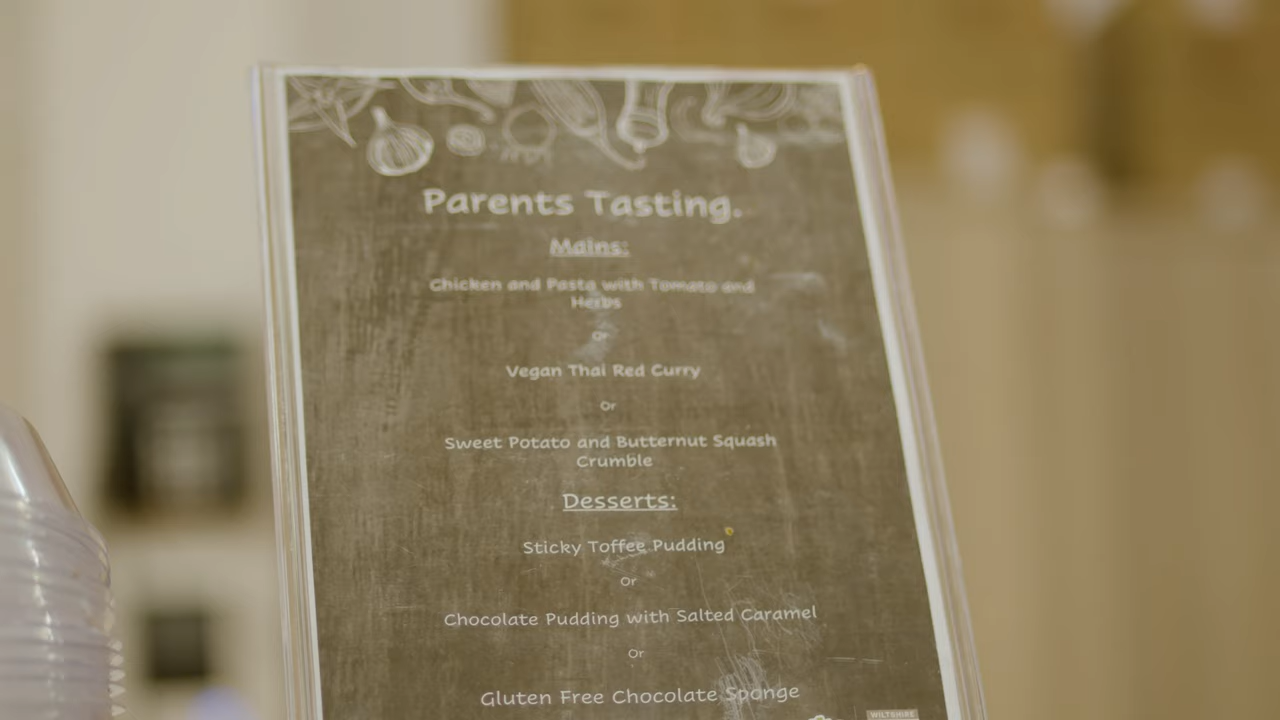 Parents Tasting.
Mains:
Chicken and Pasta with Tomato and
Herbs
Or
Vegan Thai Red Curry
Or
Sweet Potato and Butternut Squash
Crumble
Desserts:
Sticky Toffee Pudding
Or
Chocolate Pudding with Salted Caramel
Or
Gluten Free Chocolate Sponge
WILTSHIRE